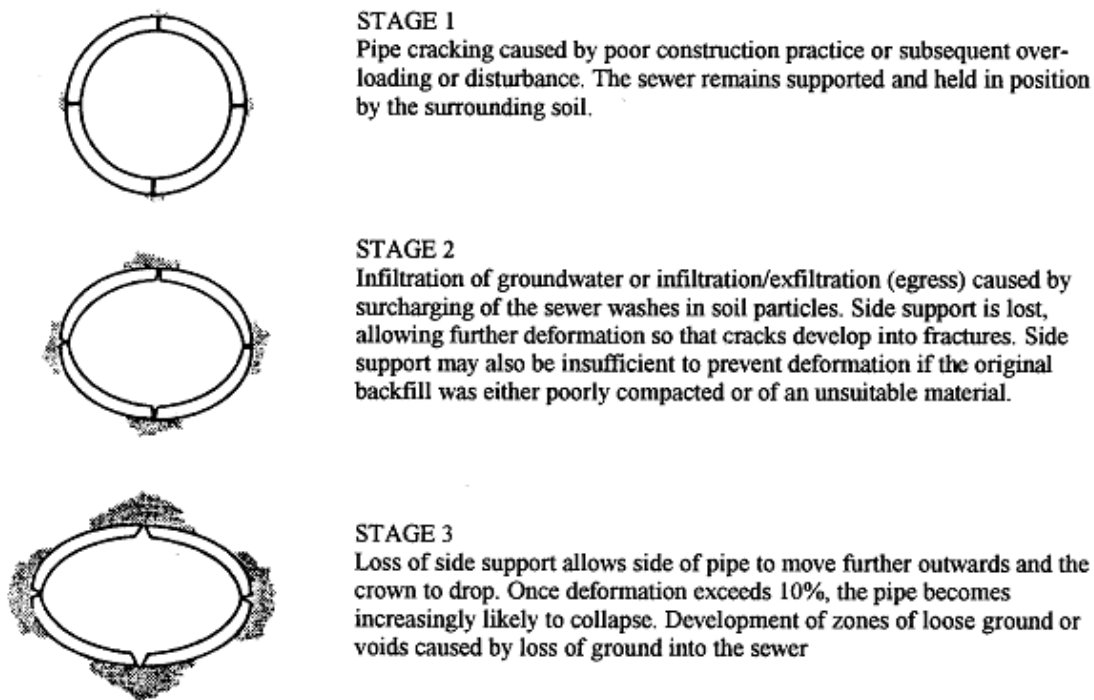 STAGE 1
Pipe cracking caused by poor construction practice or subsequent over-
loading or disturbance. The sewer remains supported and held in position
by the surrounding soil.
STAGE 2
Infiltration of groundwater or infiltration/exfiltration (egress) caused by
surcharging of the sewer washes in soil particles. Side support is lost,
allowing further deformation so that cracks develop into fractures. Side
support may also be insufficient to prevent deformation if the original
backfill was either poorly compacted or of an unsuitable material.
STAGE 3
Loss of side support allows side of pipe to move further outwards and the
crown to drop. Once deformation exceeds 10%, the pipe becomes
increasingly likely to collapse. Development of zones of loose ground or
voids caused by loss of ground into the sewer